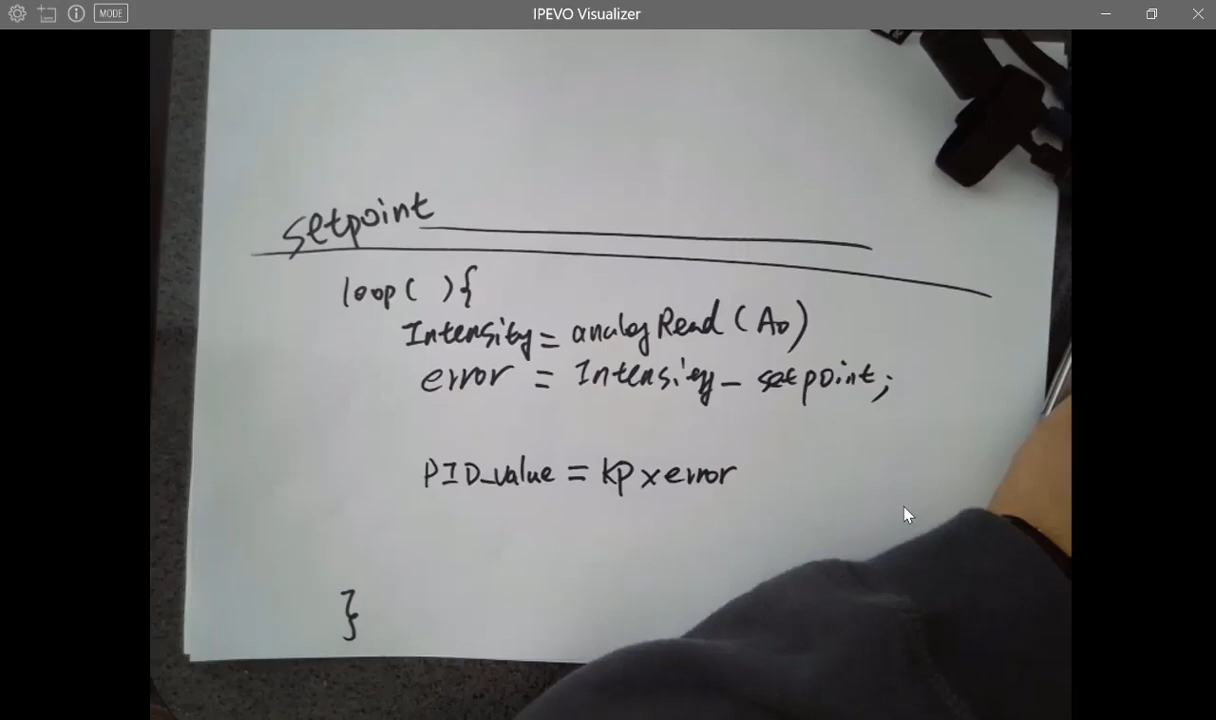 MODE
IPEVO Visualizer
setpoint
loop( ){
Intensity = analogRead(A0)
error = Intensity - setpoint;
PID_value = Kp x error
}